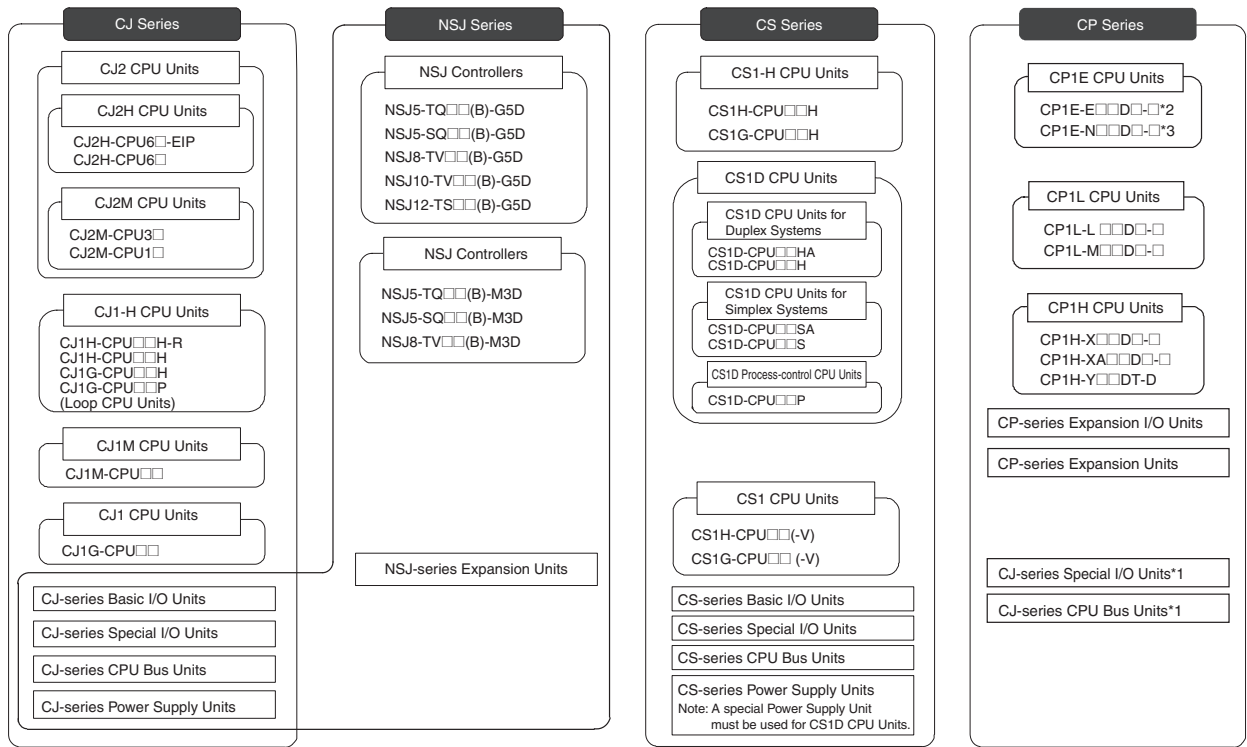 CJ Series
CJ2 CPU Units
CJ2H CPU Units
CJ2H-CPU6□-EIP
CJ2H-CPU6□
CJ2M CPU Units
CJ2M-CPU3□
CJ2M-CPU1□
CJ1-H CPU Units
CJ1H-CPU□□H-R
CJ1H-CPU□□H
CJ1G-CPU□□H
CJ1G-CPU□□P
(Loop CPU Units)
CJ1M CPU Units
CJ1M-CPU□□
CJ1 CPU Units
CJ1G-CPU□□
CJ-series Basic I/O Units
CJ-series Special I/O Units
CJ-series CPU Bus Units
CJ-series Power Supply Units
NSJ Series
NSJ Controllers
NSJ5-TQ□□(B)-G5D
NSJ5-SQ□□(B)-G5D
NSJ8-TV□□(B)-G5D
NSJ10-TV□□(B)-G5D
NSJ12-TS□□(B)-G5D
NSJ Controllers
NSJ5-TQ□□(B)-M3D
NSJ5-SQ□□(B)-M3D
NSJ8-TV□□(B)-M3D
NSJ-series Expansion Units
CS Series
CS1-H CPU Units
CS1H-CPU□□H
CS1G-CPU□□H
CS1D CPU Units
CS1D CPU Units for
Duplex Systems
CS1D-CPU□□HA
CS1D-CPU□□H
CS1D CPU Units for
Simplex Systems
CS1D-CPU□□SA
CS1D-CPU□□S
CS1D Process-control CPU Units
CS1D-CPU□□P
CS1 CPU Units
CS1H-CPU□□(-V)
CS1G-CPU□□ (-V)
CS-series Basic I/O Units
CS-series Special I/O Units
CS-series CPU Bus Units
CS-series Power Supply Units
Note: A special Power Supply Unit
must be used for CS1D CPU Units.
CP Series
CP1E CPU Units
CP1E-E□□D□-□*2
CP1E-N□□D□-□*3
CP1L CPU Units
CP1L-L □□D□-□
CP1L-M□□D□-□
CP1H CPU Units
CP1H-X□□D□-□
CP1H-XA□□D□-□
CP1H-Y□□DT-D
CP-series Expansion I/O Units
CP-series Expansion Units
CJ-series Special I/O Units*1
CJ-series CPU Bus Units*1